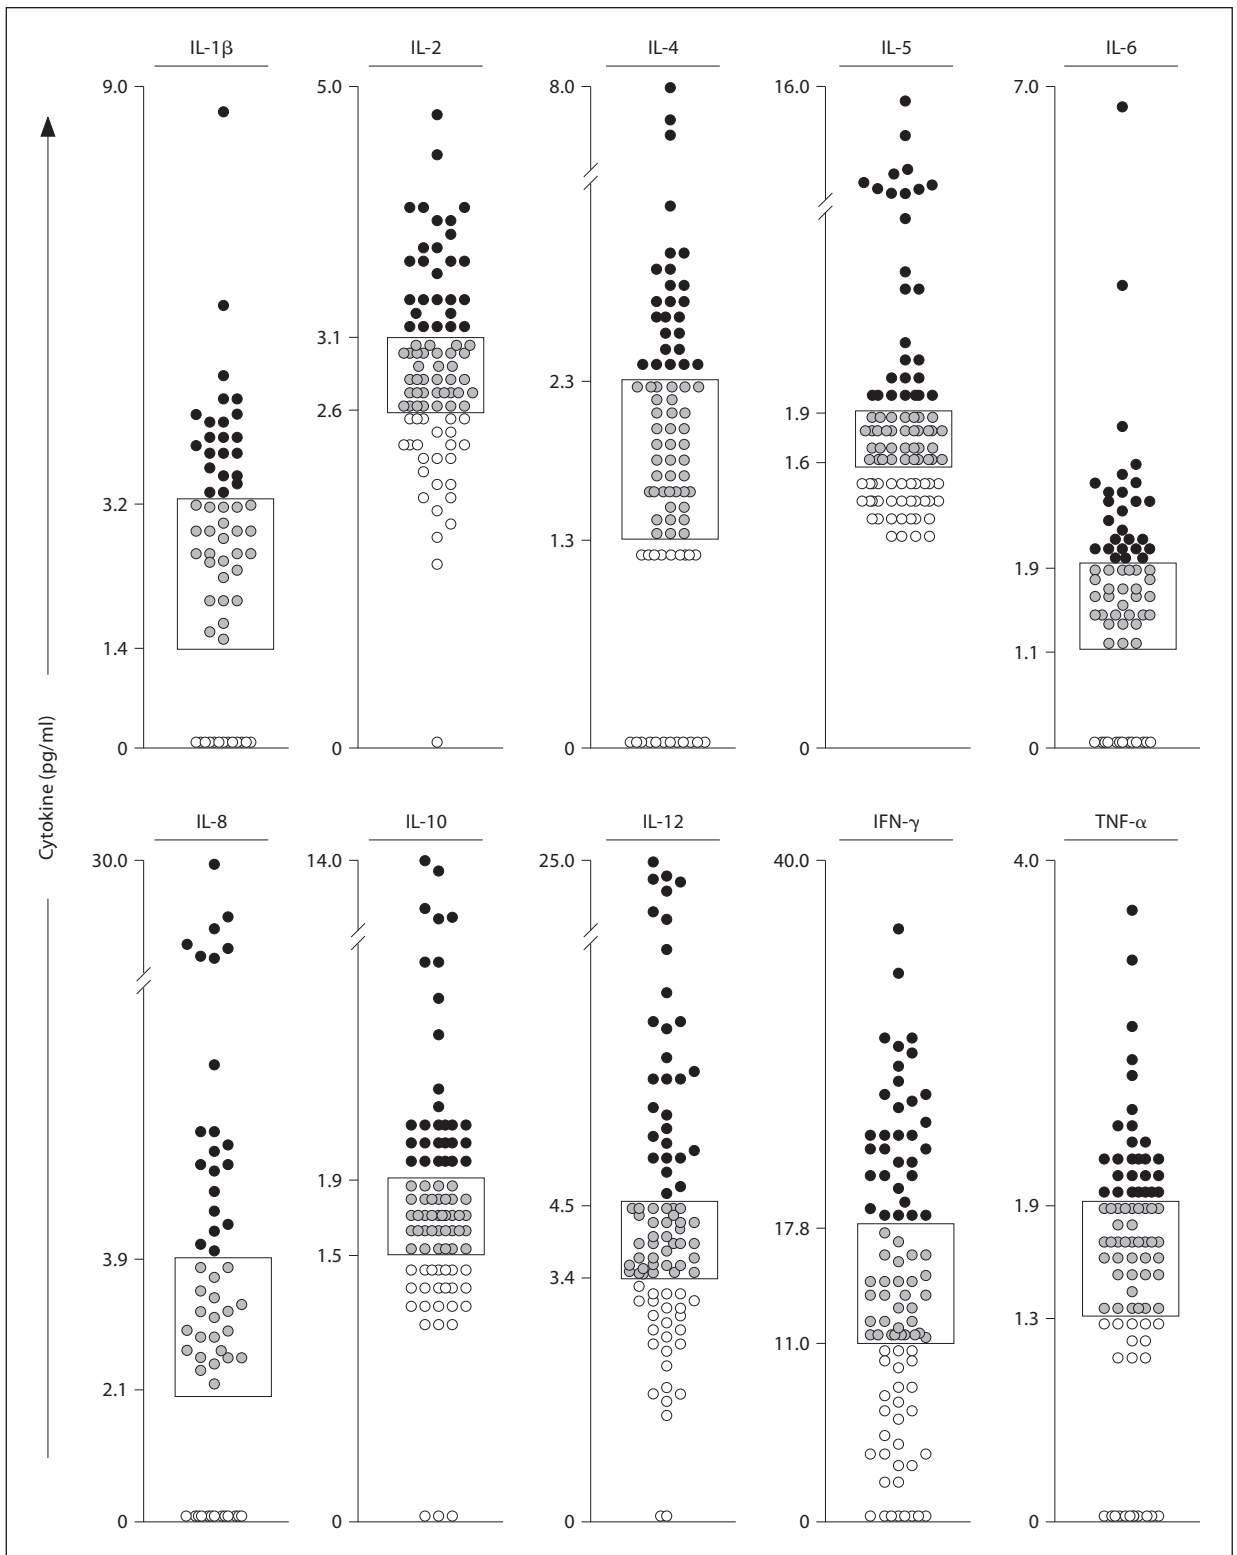 IL-1β IL-2 IL-4 IL-5 IL-6
9.0 5.0 8.0 16.0 7.0
3.1
2.3
2.6 1.9
3.2 1.6
1.3 1.9
1.4 1.1
0 0 0 0 0
Cytokine (pg/ml)
IL-8 IL-10 IL-12 IFN-γ TNF-α
30.0 14.0 25.0 40.0 4.0
1.9
4.5 1.9
17.8
3.9 1.5
3.4
1.3
11.0
2.1
0 0 0 0 0